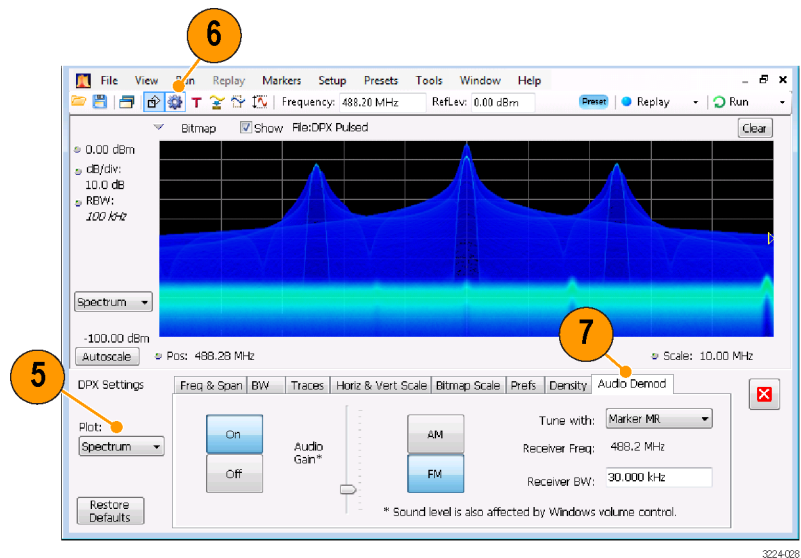 6
File View Run Replay Markers Setup Presets Tools Window Help
T Frequency: 488.20 MHz RefLev: 0.00 dBm Preset Replay Run
Bitmap Show File:DPX Pulsed Clear
0.00 dBm
dB/div:
10.0 dB
RBW:
100 kHz
Spectrum
-100.00 dBm
Autoscale Pos: 488.28 MHz Scale: 10.00 MHz
7
5
DPX Settings Freq & Span BW Traces Horiz & Vert Scale Bitmap Scale Prefs Density Audio Demod
Plot:
Spectrum
On
Off
Audio
Gain*
AM
FM
Tune with: Marker MR
Receiver Freq: 488.2 MHz
Receiver BW: 30.000 kHz
* Sound level is also affected by Windows volume control.
Restore
Defaults
3224-028